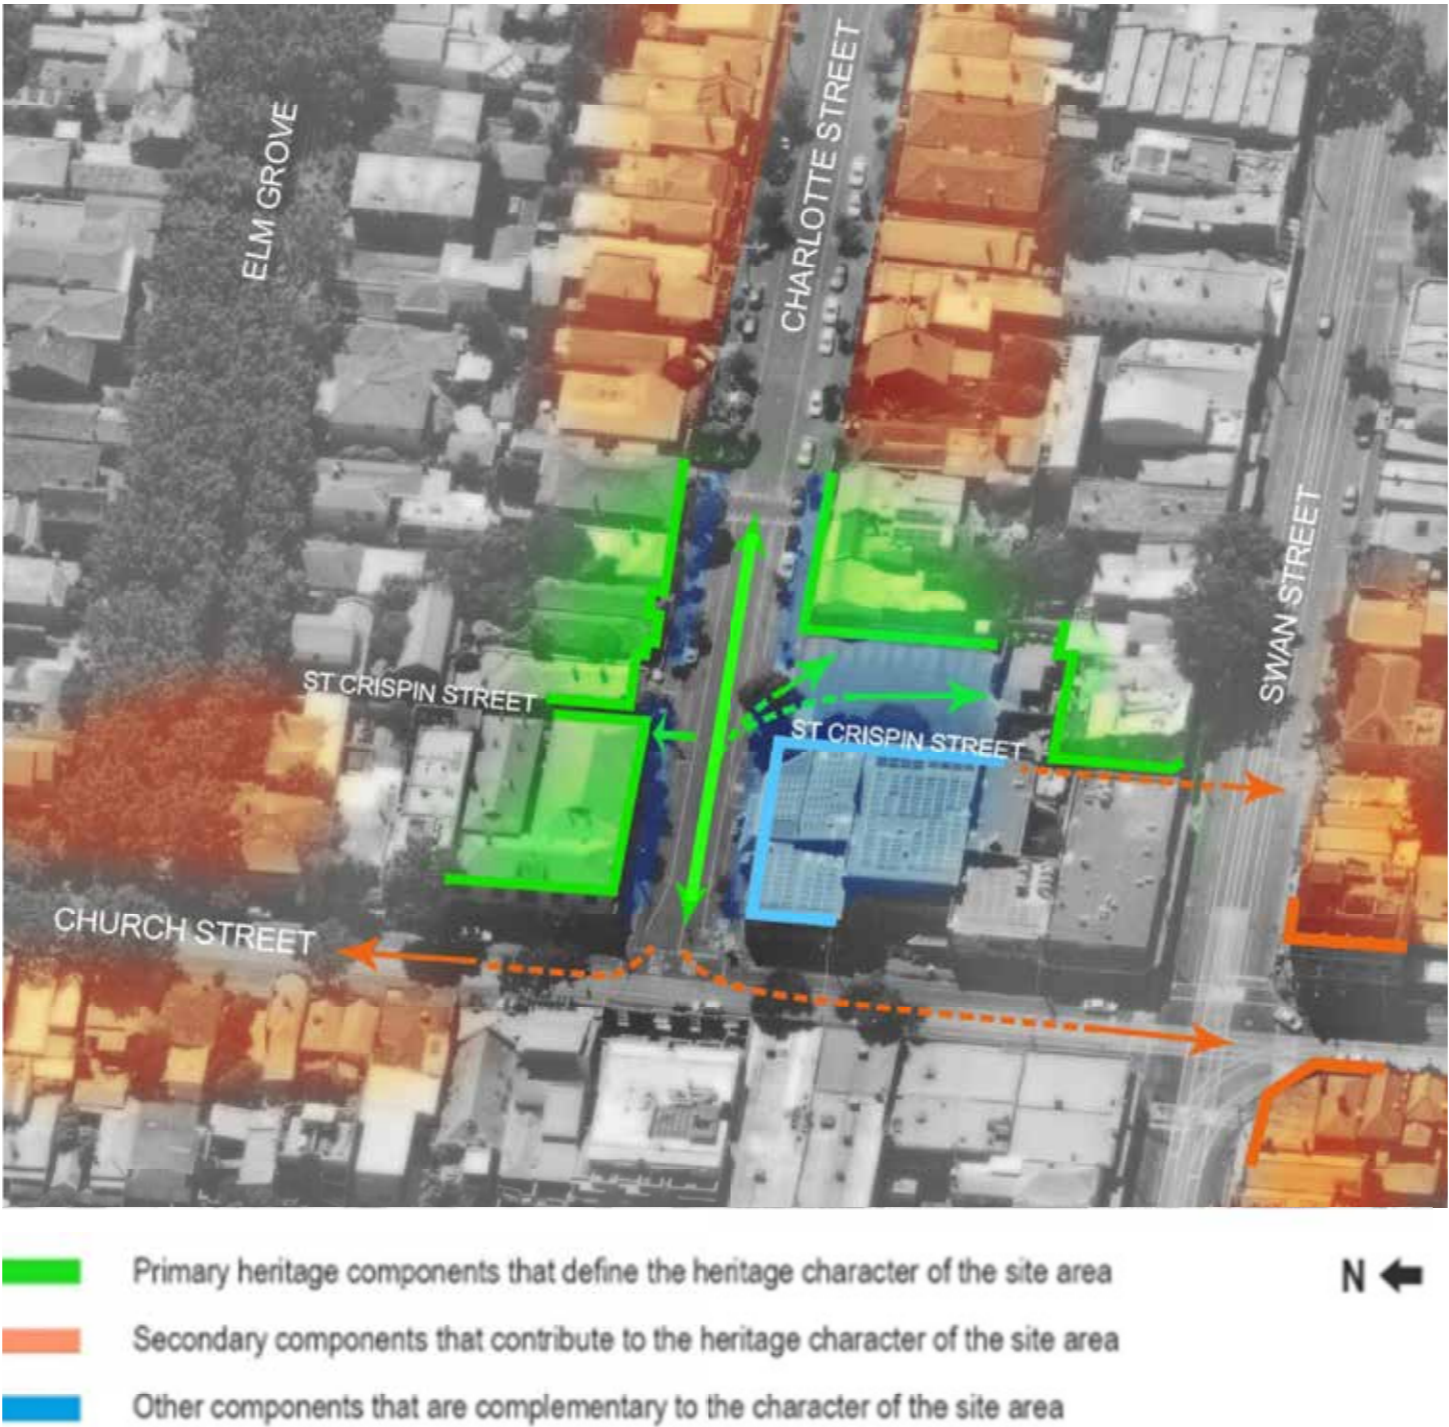 CHARLOTTE STREET
ELM GROVE
SWAN STREET
ST CRISPIN STREET
ST CRISPIN STREET
CHURCH STREET
Primary heritage components that define the heritage character of the site area
N
Secondary components that contribute to the heritage character of the site area
Other components that are complementary to the character of the site area